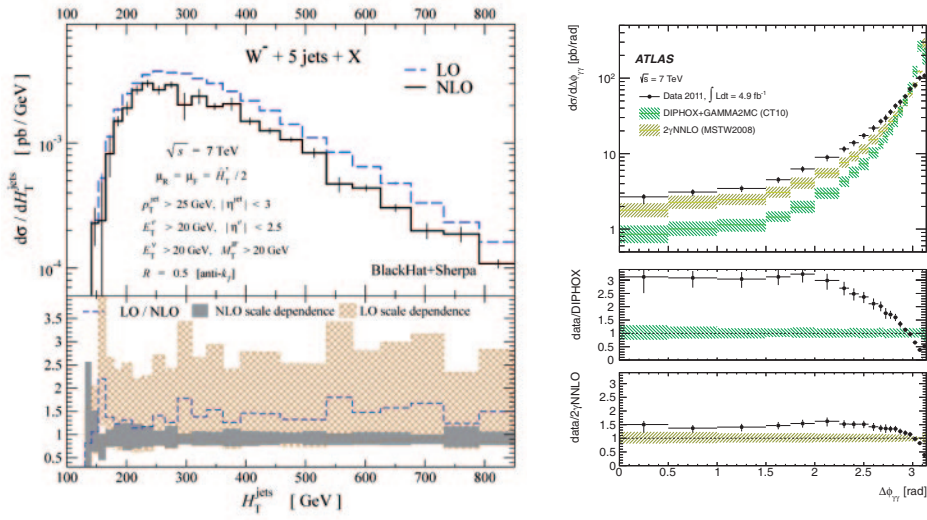 100 200 300 400 500 600 700 800
W⁻ + 5 jets + X
LO
NLO
dσ / dH_T^jets [ pb / GeV ]
10⁻³
10⁻⁴
√s = 7 TeV
μ_R = μ_F = Ĥ_T' / 2
p_T^jet > 25 GeV, | η^jet | < 3
E_T^e > 20 GeV, | η^e | < 2.5
E_T^ν > 20 GeV, M_T^W > 20 GeV
R = 0.5 [anti-k_T]
BlackHat+Sherpa
LO / NLO
NLO scale dependence
LO scale dependence
3.5
3
2.5
2
1.5
1
0.5
100 200 300 400 500 600 700 800
H_T^jets [ GeV ]
dσ/dΔϕ_γγ [pb/rad]
10²
10
1
ATLAS
√s = 7 TeV
Data 2011, ∫ Ldt = 4.9 fb⁻¹
DIPHOX+GAMMA2MC (CT10)
2γNNLO (MSTW2008)
data/DIPHOX
3
2.5
2
1.5
1
0.5
0
data/2γNNLO
3
2.5
2
1.5
1
0.5
0
0 0.5 1 1.5 2 2.5 3
Δϕ_γγ [rad]